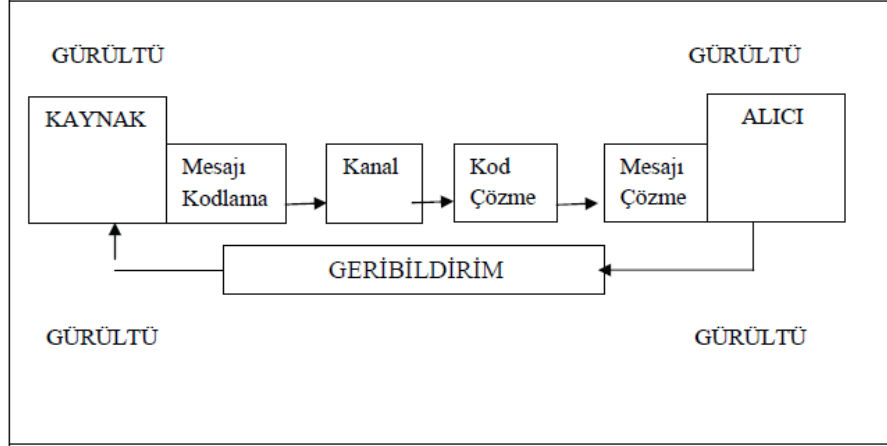 GÜRÜLTÜ
GÜRÜLTÜ
KAYNAK
ALICI
Mesajı
Kodlama
Kanal
Kod
Çözme
Mesajı
Çözme
GERİBİLDİRİM
GÜRÜLTÜ
GÜRÜLTÜ